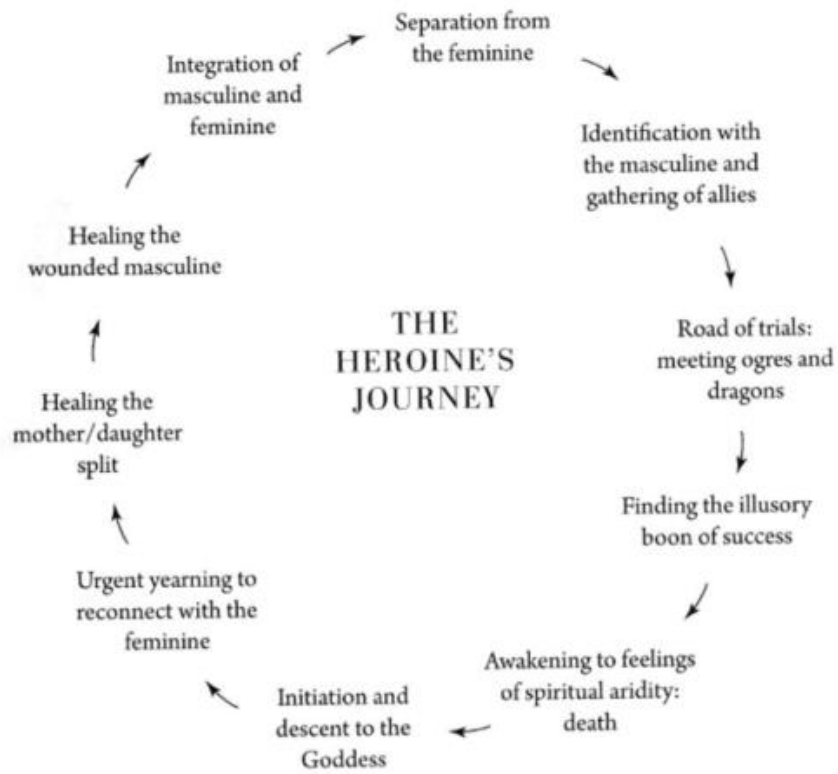 Separation from
the feminine
Identification with
the masculine and
gathering of allies
Road of trials:
meeting ogres and
dragons
Finding the illusory
boon of success
Awakening to feelings
of spiritual aridity:
death
Initiation and
descent to the
Goddess
Urgent yearning to
reconnect with the
feminine
Healing the
mother/daughter
split
Healing the
wounded masculine
Integration of
masculine and
feminine
THE
HEROINE'S
JOURNEY